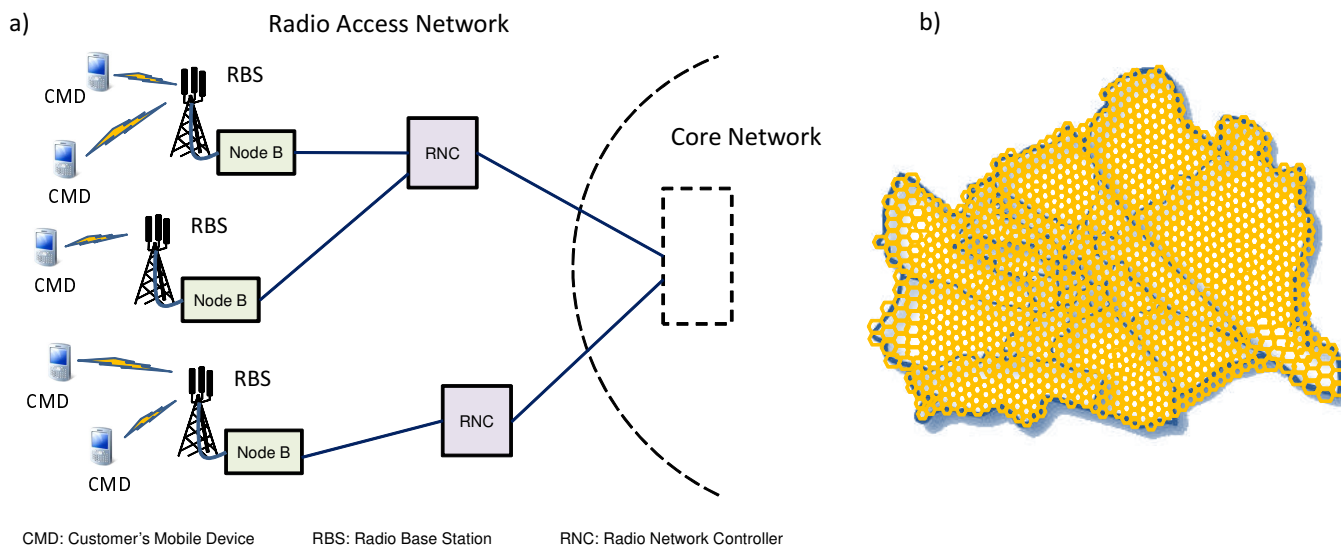 a)
Radio Access Network
b)
RBS
CMD
Core Network
Node B
RNC
CMD
RBS
CMD
Node B
RBS
CMD
RNC
Node B
CMD
CMD: Customer's Mobile Device
RBS: Radio Base Station
RNC: Radio Network Controller